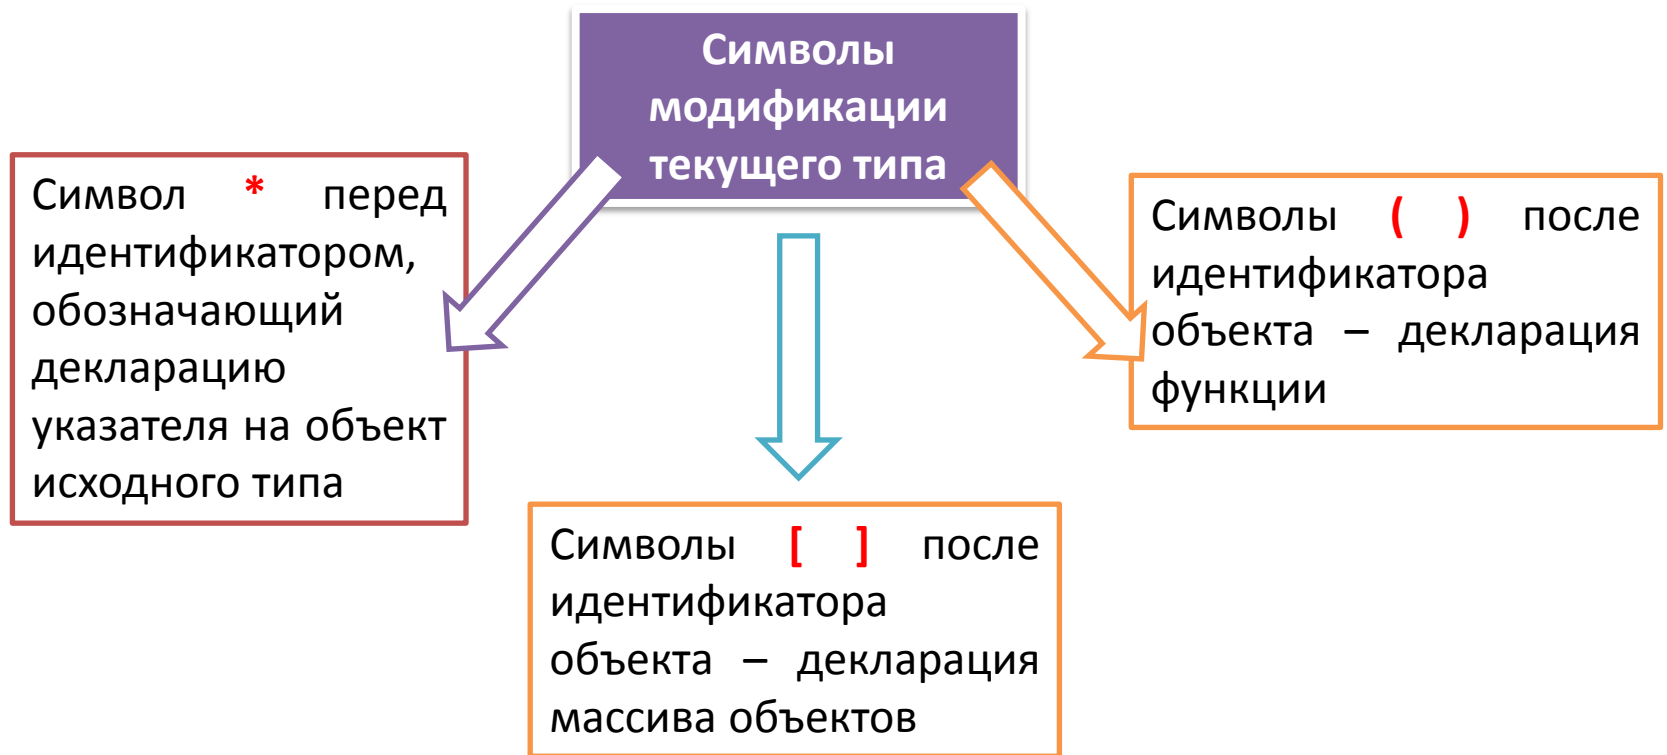 Символы
модификации
текущего типа
Символ * перед
идентификатором,
обозначающий
декларацию
указателя на объект
исходного типа
Символы [ ] после
идентификатора
объекта – декларация
массива объектов
Символы ( ) после
идентификатора
объекта – декларация
функции